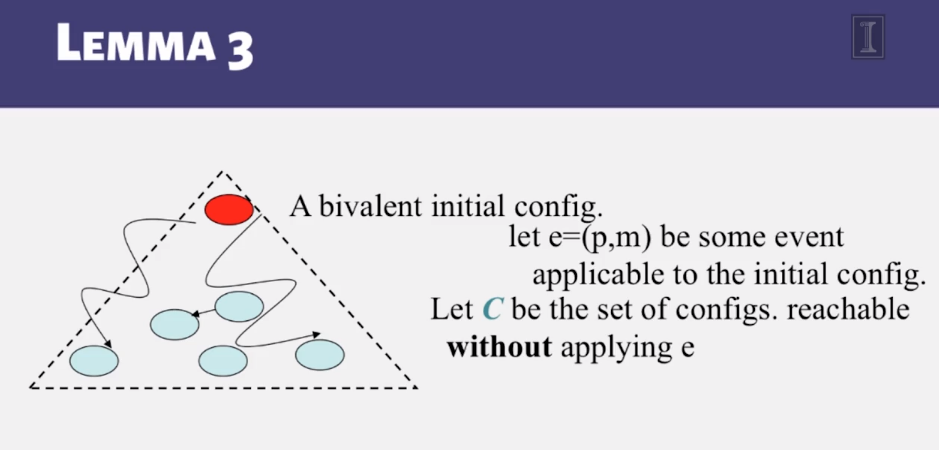 LEMMA 3
I
A bivalent initial config.
let e=(p,m) be some event
applicable to the initial config.
Let C be the set of configs. reachable
without applying e